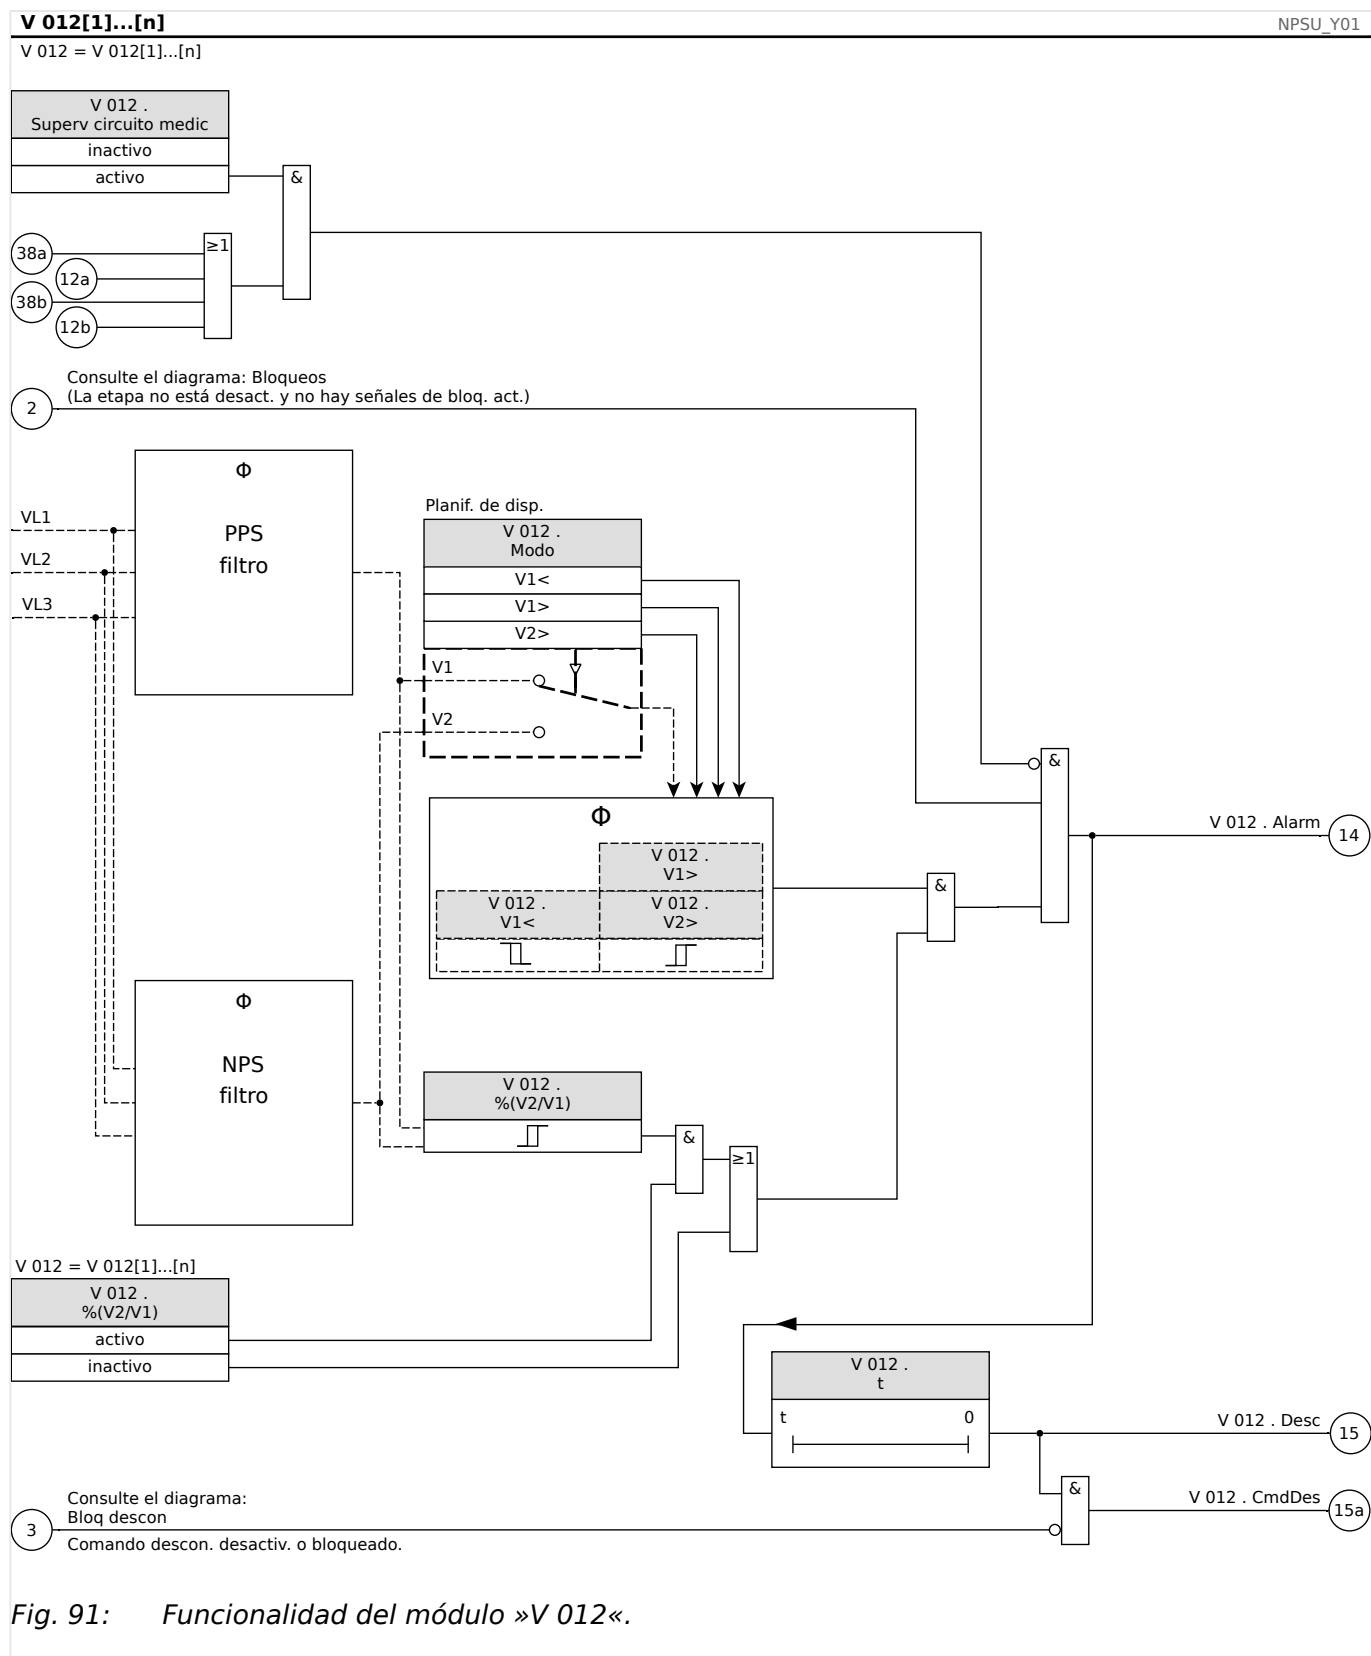 V 012[1]...[n]
NPSU_Y01
V 012 = V 012[1]...[n]
V 012 .
Superv circuito medic
inactivo
activo
&
38a
≥1
12a
38b
12b
Consulte el diagrama: Bloqueos
(La etapa no está desact. y no hay señales de bloq. act.)
2
Φ
PPS
filtro
VL1
VL2
VL3
Planif. de disp.
V 012 .
Modo
V1<
V1>
V2>
V1
V2
&
V 012 . Alarm
14
Φ
V 012 .
V1>
V 012 .
V1<
V 012 .
V2>
&
Φ
NPS
filtro
V 012 .
%(V2/V1)
&
≥1
V 012 = V 012[1]...[n]
V 012 .
%(V2/V1)
activo
inactivo
V 012 .
t
t
0
V 012 . Desc
15
&
V 012 . CmdDes
15a
Consulte el diagrama:
Bloq descon
3
Comando descon. desactiv. o bloqueado.
Fig. 91: Funcionalidad del módulo »V 012«.